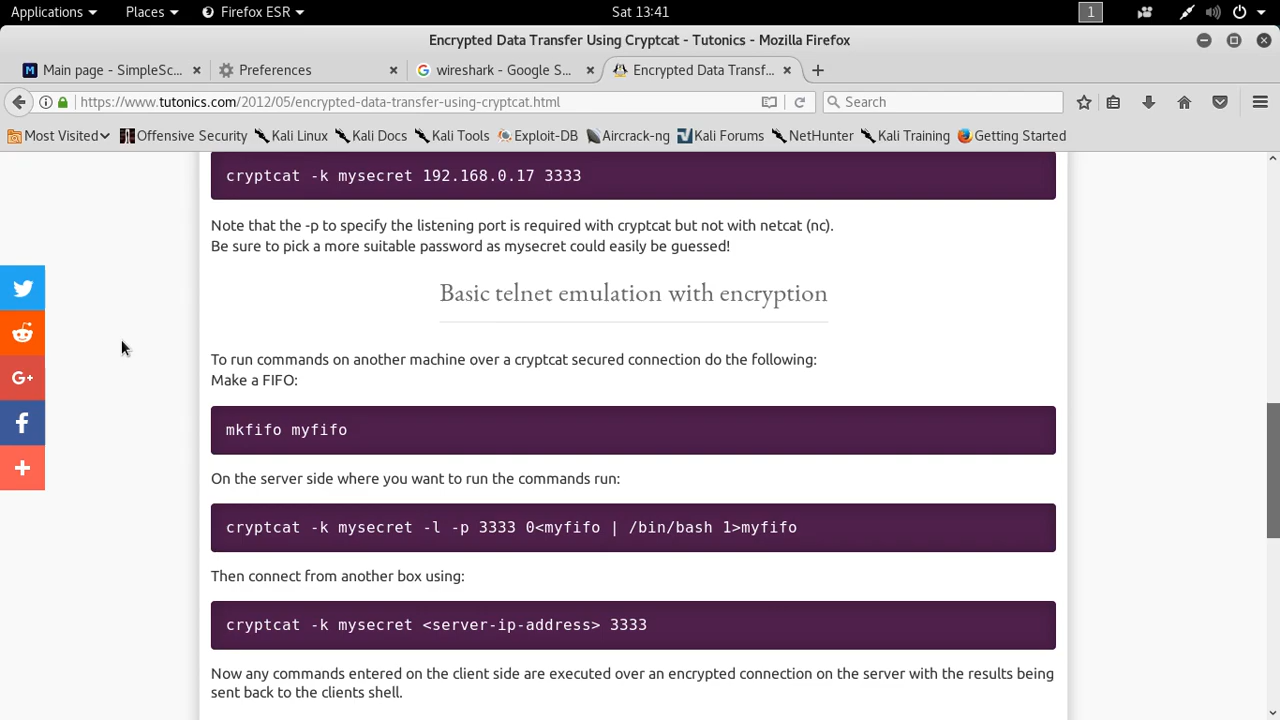 Applications Places Firefox ESR Sat 13:41 1
Encrypted Data Transfer Using Cryptcat - Tutonics - Mozilla Firefox
Main page - SimpleSc... Preferences wireshark - Google S... Encrypted Data Transf...
https://www.tutonics.com/2012/05/encrypted-data-transfer-using-cryptcat.html Search
Most Visited Offensive Security Kali Linux Kali Docs Kali Tools Exploit-DB Aircrack-ng Kali Forums NetHunter Kali Training Getting Started
cryptcat -k mysecret 192.168.0.17 3333
Note that the -p to specify the listening port is required with cryptcat but not with netcat (nc).
Be sure to pick a more suitable password as mysecret could easily be guessed!
Basic telnet emulation with encryption
To run commands on another machine over a cryptcat secured connection do the following:
Make a FIFO:
mkfifo myfifo
On the server side where you want to run the commands run:
cryptcat -k mysecret -l -p 3333 0<myfifo | /bin/bash 1>myfifo
Then connect from another box using:
cryptcat -k mysecret <server-ip-address> 3333
Now any commands entered on the client side are executed over an encrypted connection on the server with the results being
sent back to the clients shell.